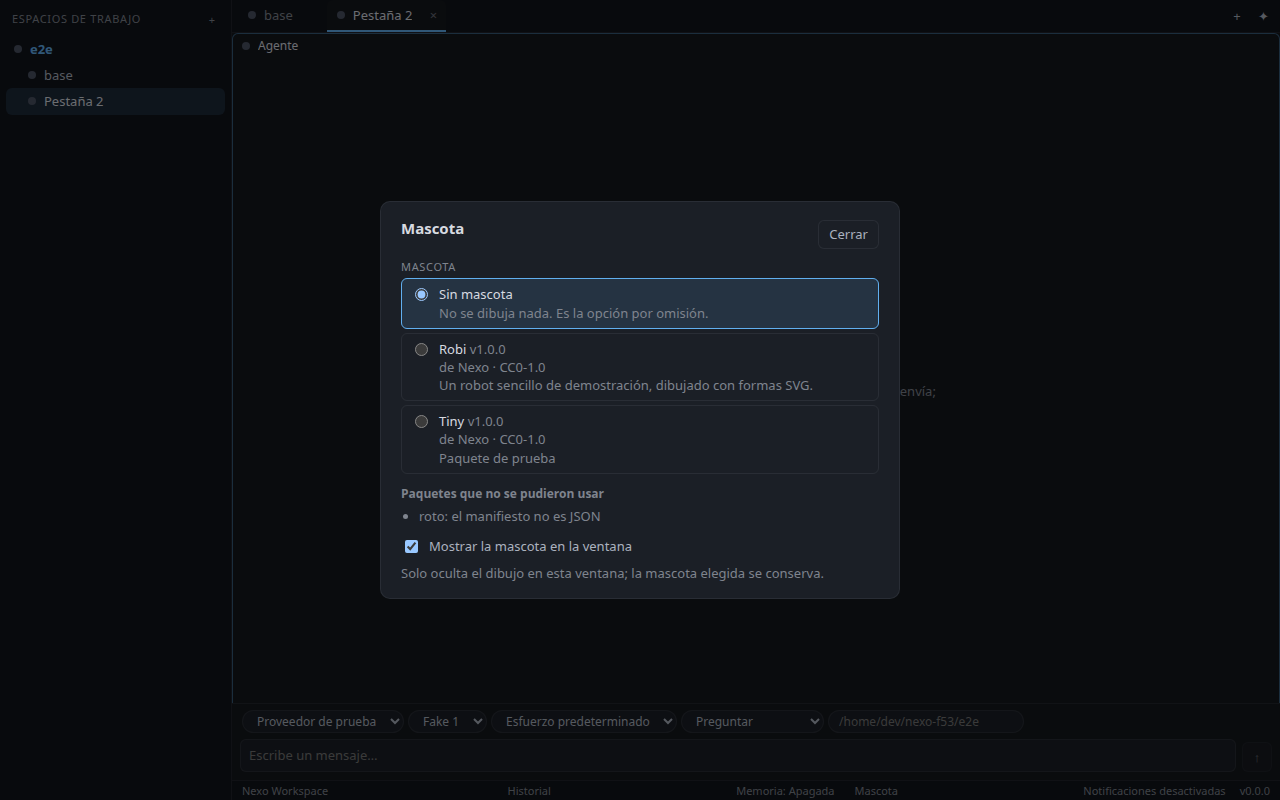 ESPACIOS DE TRABAJO +
e2e
base
Pestaña 2
base
Pestaña 2 ×
+ ✦
Agente
Mascota
Cerrar
MASCOTA
Sin mascota
No se dibuja nada. Es la opción por omisión.
Robi v1.0.0
de Nexo · CC0-1.0
Un robot sencillo de demostración, dibujado con formas SVG.
Tiny v1.0.0
de Nexo · CC0-1.0
Paquete de prueba
Paquetes que no se pudieron usar
• roto: el manifiesto no es JSON
Mostrar la mascota en la ventana
Solo oculta el dibujo en esta ventana; la mascota elegida se conserva.
envía;
Proveedor de prueba Fake 1 Esfuerzo predeterminado Preguntar /home/dev/nexo-f53/e2e
Escribe un mensaje... ↑
Nexo Workspace Historial Memoria: Apagada Mascota Notificaciones desactivadas v0.0.0